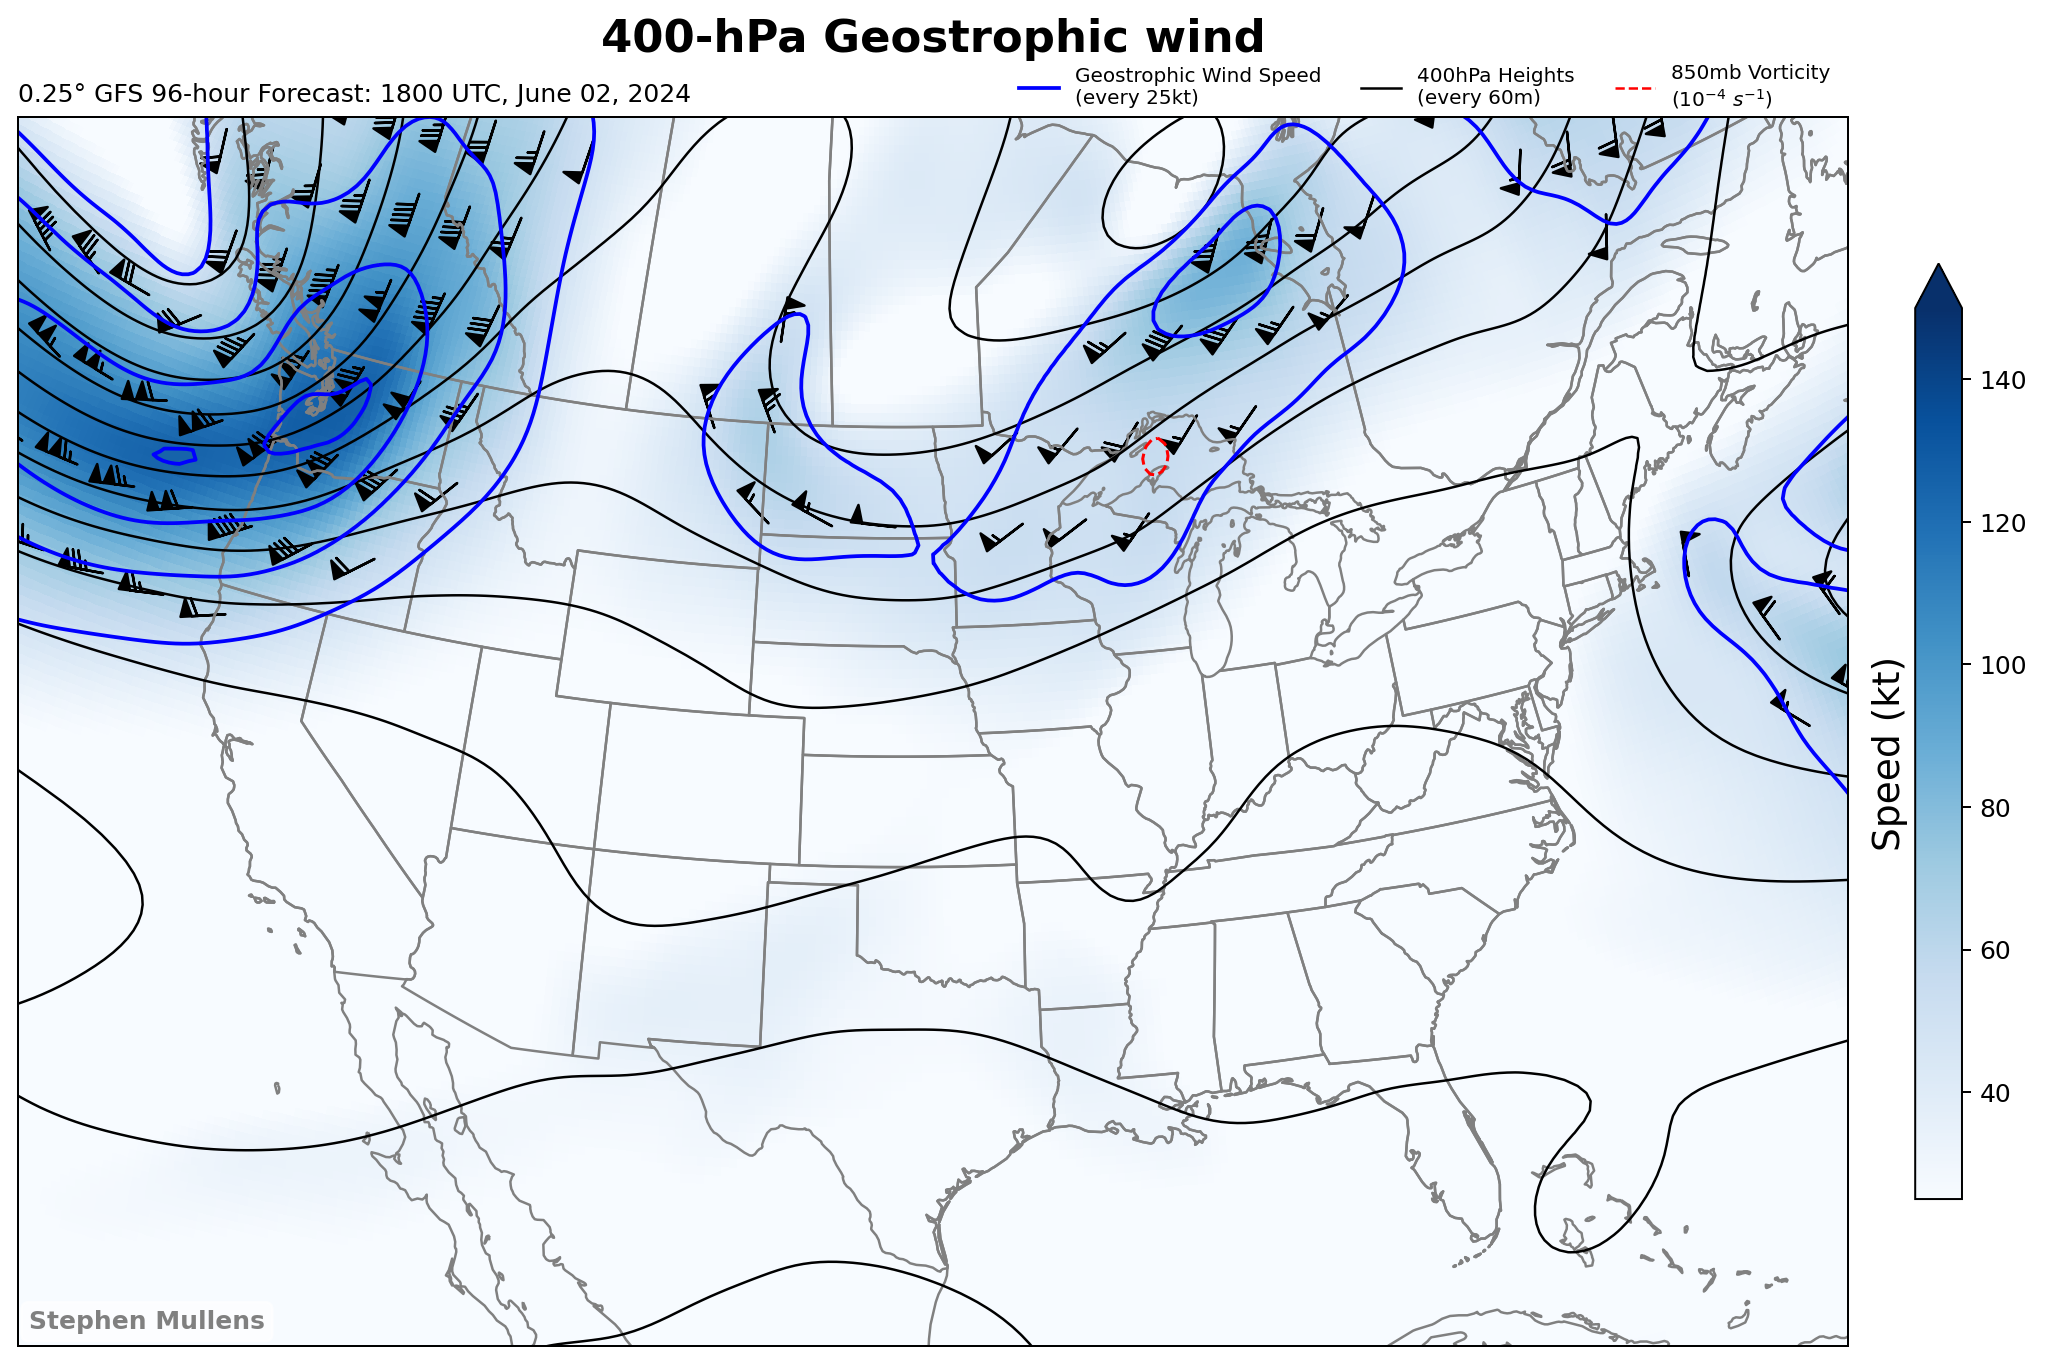 400-hPa Geostrophic wind
0.25° GFS 96-hour Forecast: 1800 UTC, June 02, 2024
Geostrophic Wind Speed
(every 25kt)
400hPa Heights
(every 60m)
850mb Vorticity
(10⁻⁴ s⁻¹)
140
120
100
80
60
40
Speed (kt)
Stephen Mullens